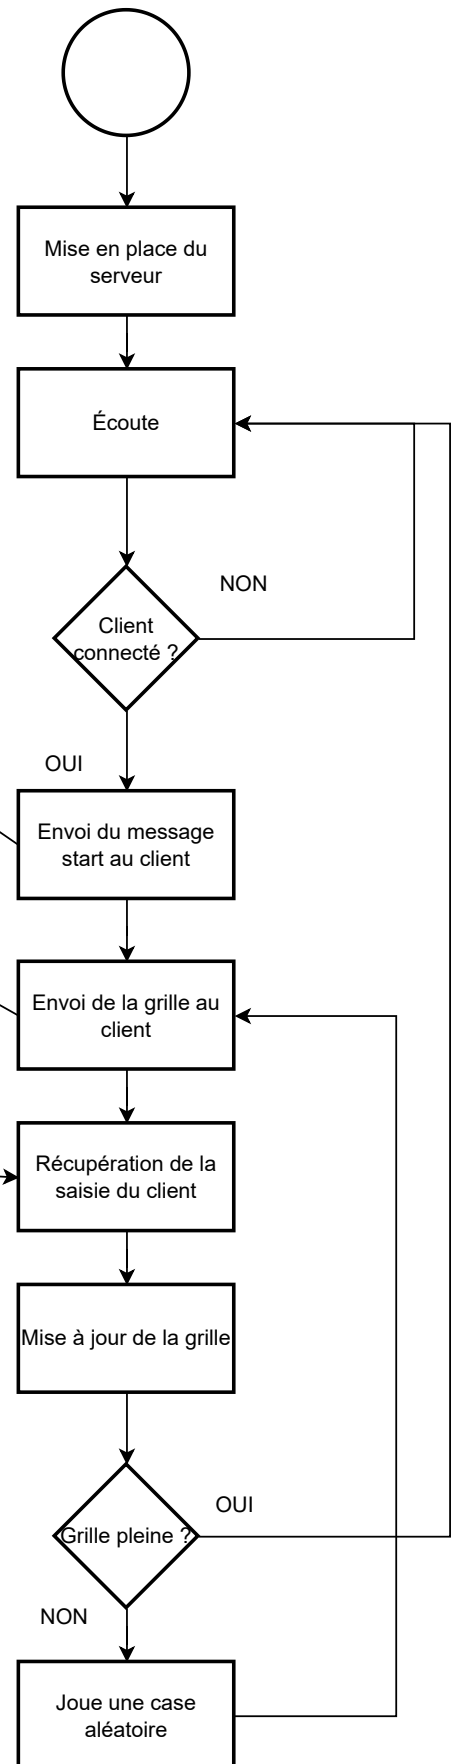 Mise en place du
serveur
Écoute
NON
Client
connecté ?
OUI
Envoi du message
start au client
Envoi de la grille au
client
Récupération de la
saisie du client
Mise à jour de la grille
OUI
Grille pleine ?
NON
Joue une case
aléatoire